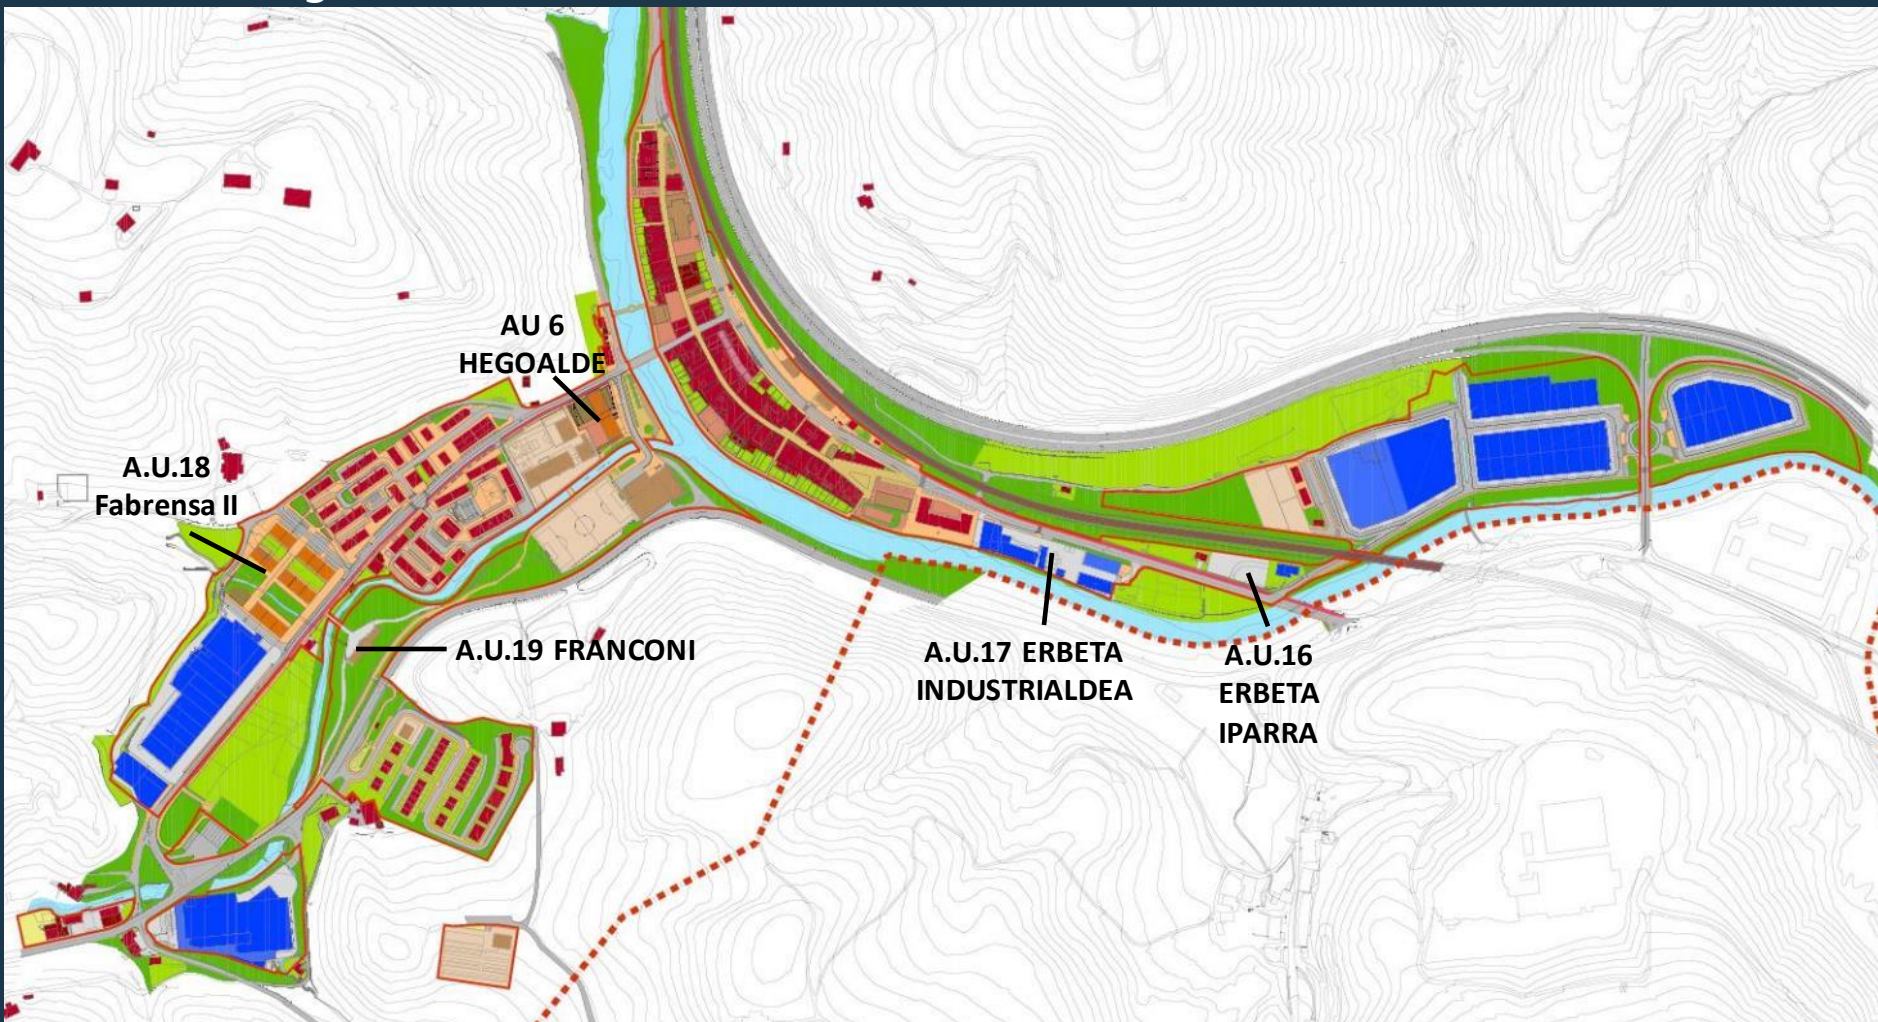 AU 6
HEGOALDE
A.U.18
Fabrensa II
A.U.19 FRANCONI
A.U.17 ERBETA
INDUSTRIALDEA
A.U.16
ERBETA
IPARRA